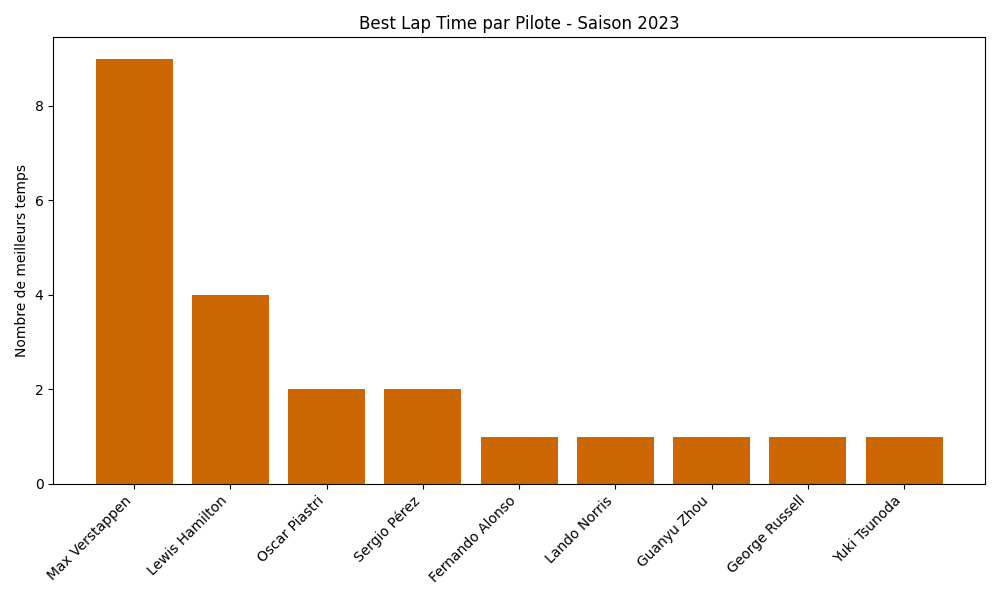 Best Lap Time par Pilote - Saison 2023
Nombre de meilleurs temps
8
6
4
2
0
Max Verstappen
Lewis Hamilton
Oscar Piastri
Sergio Pérez
Fernando Alonso
Lando Norris
Guanyu Zhou
George Russell
Yuki Tsunoda